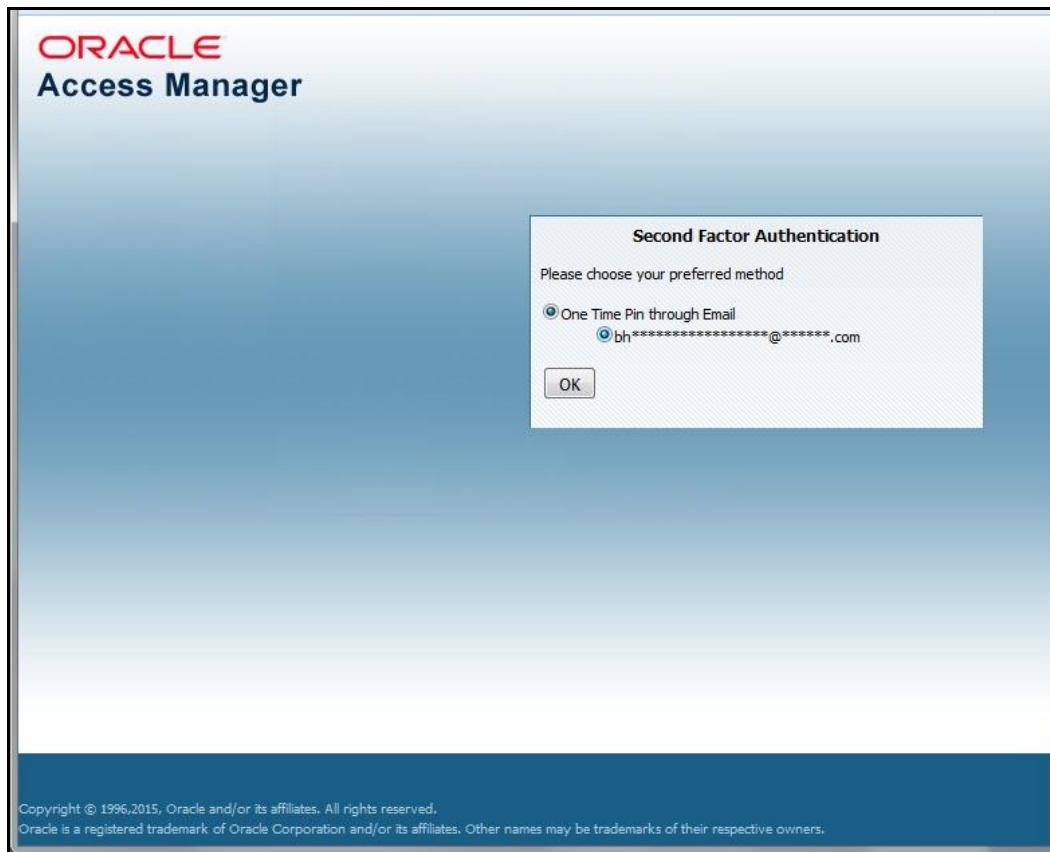 ORACLE
Access Manager
Second Factor Authentication
Please choose your preferred method
One Time Pin through Email
bh*****************@******.com
OK
Copyright © 1996,2015, Oracle and/or its affiliates. All rights reserved.
Oracle is a registered trademark of Oracle Corporation and/or its affiliates. Other names may be trademarks of their respective owners.